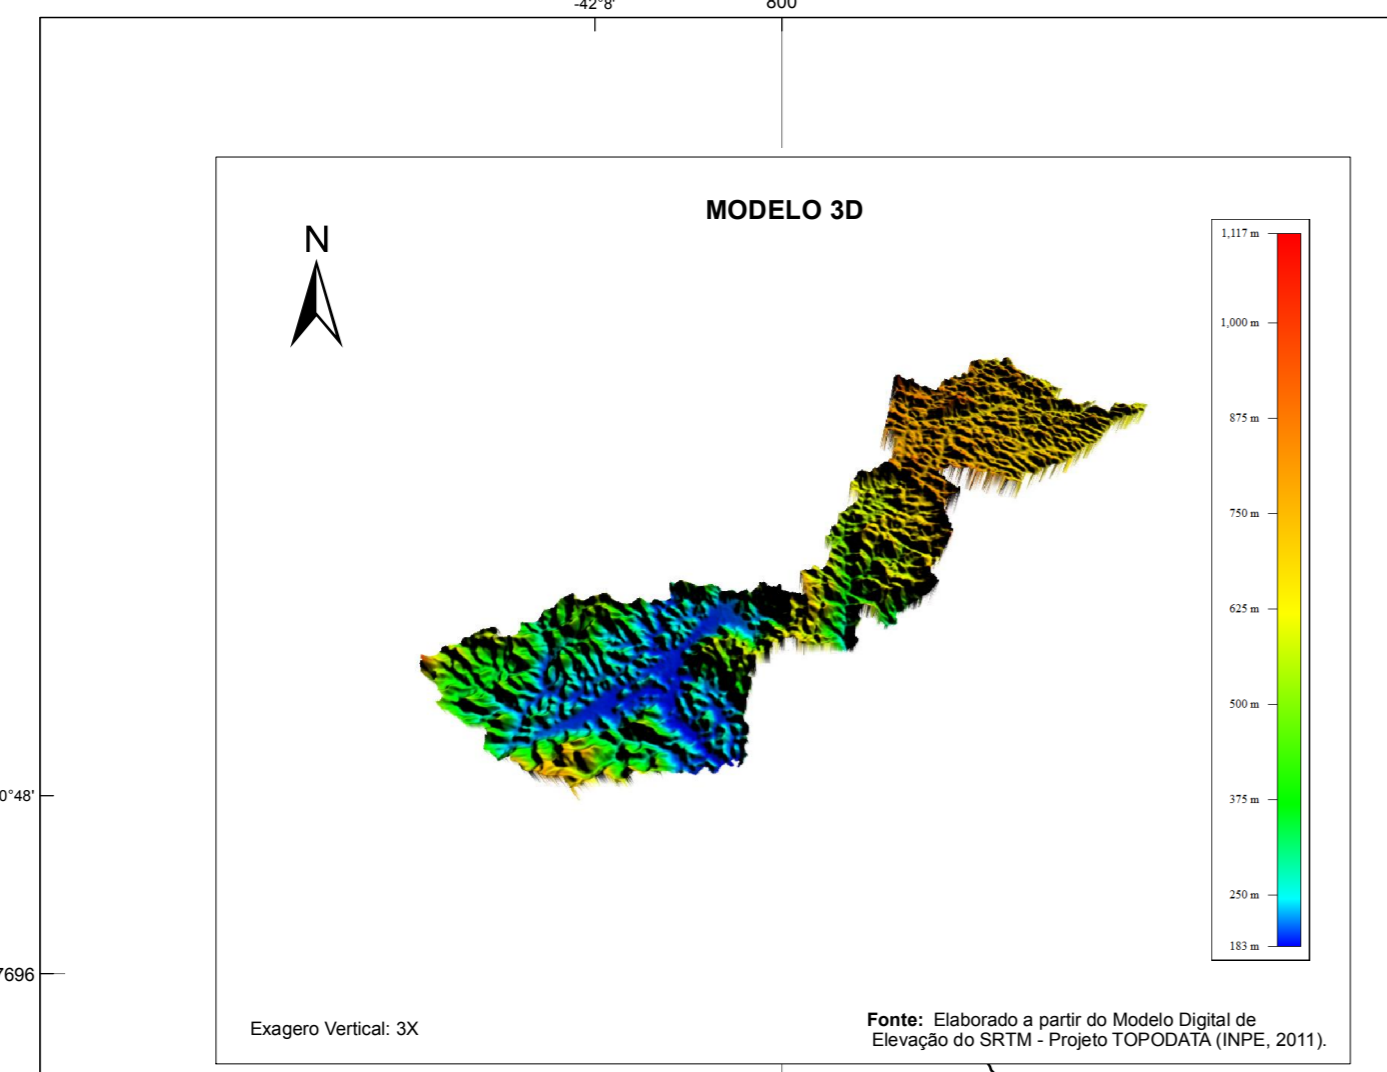 -42°8'
800
MODELO 3D
N
1,117 m
1,000 m
875 m
750 m
625 m
500 m
375 m
250 m
183 m
0°48'
7696
Exagero Vertical: 3X
Fonte: Elaborado a partir do Modelo Digital de
Elevação do SRTM - Projeto TOPODATA (INPE, 2011).